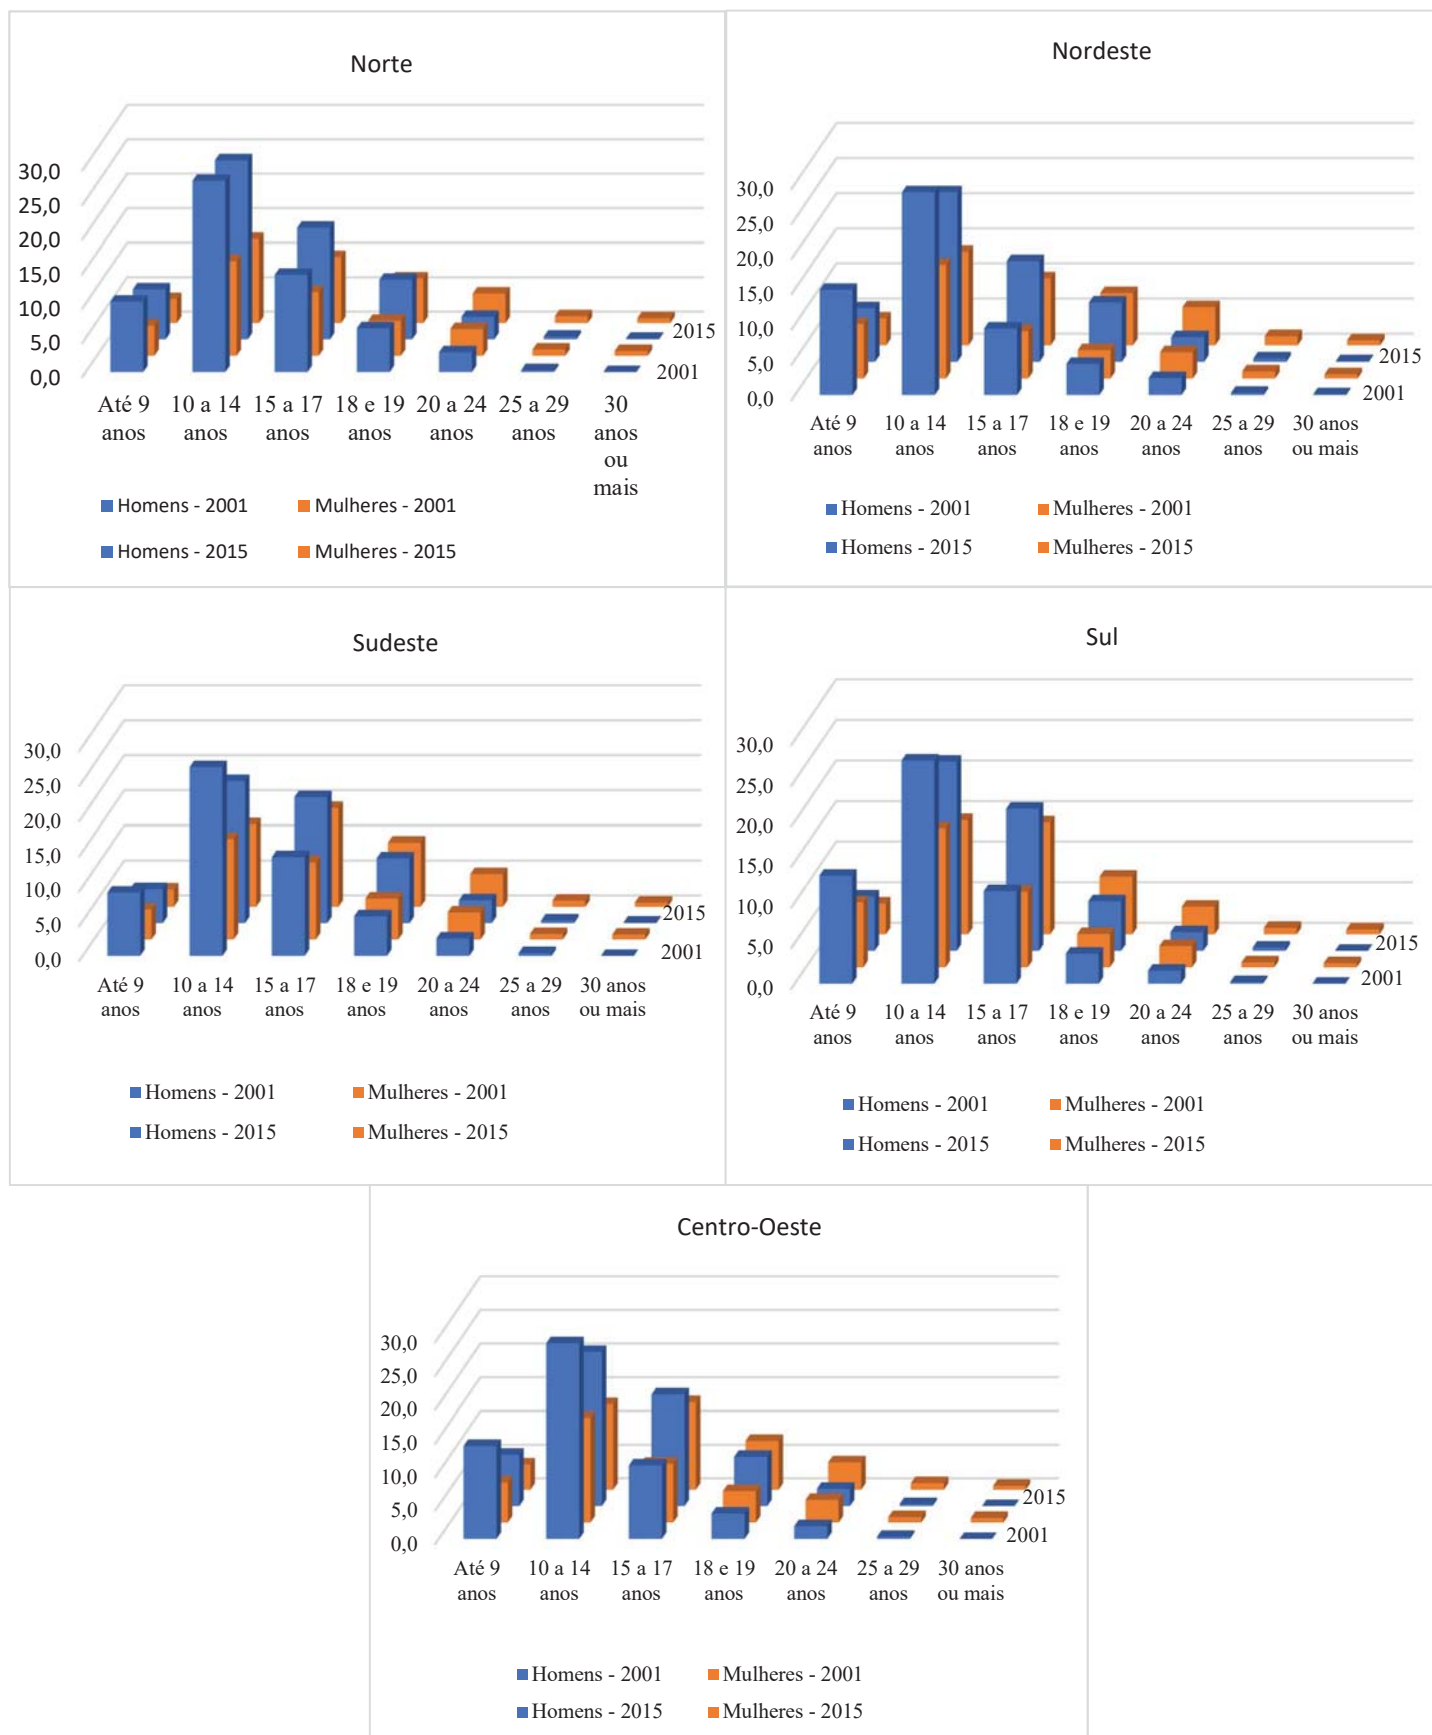 Norte
30,0
25,0
20,0
15,0
10,0
5,0
0,0
2015
2001
Até 9 anos
10 a 14 anos
15 a 17 anos
18 e 19 anos
20 a 24 anos
25 a 29 anos
30 anos ou mais
Homens - 2001
Mulheres - 2001
Homens - 2015
Mulheres - 2015
Nordeste
30,0
25,0
20,0
15,0
10,0
5,0
0,0
2015
2001
Até 9 anos
10 a 14 anos
15 a 17 anos
18 e 19 anos
20 a 24 anos
25 a 29 anos
30 anos ou mais
Homens - 2001
Mulheres - 2001
Homens - 2015
Mulheres - 2015
Sudeste
30,0
25,0
20,0
15,0
10,0
5,0
0,0
2015
2001
Até 9 anos
10 a 14 anos
15 a 17 anos
18 e 19 anos
20 a 24 anos
25 a 29 anos
30 anos ou mais
Homens - 2001
Mulheres - 2001
Homens - 2015
Mulheres - 2015
Sul
30,0
25,0
20,0
15,0
10,0
5,0
0,0
2015
2001
Até 9 anos
10 a 14 anos
15 a 17 anos
18 e 19 anos
20 a 24 anos
25 a 29 anos
30 anos ou mais
Homens - 2001
Mulheres - 2001
Homens - 2015
Mulheres - 2015
Centro-Oeste
30,0
25,0
20,0
15,0
10,0
5,0
0,0
2015
2001
Até 9 anos
10 a 14 anos
15 a 17 anos
18 e 19 anos
20 a 24 anos
25 a 29 anos
30 anos ou mais
Homens - 2001
Mulheres - 2001
Homens - 2015
Mulheres - 2015